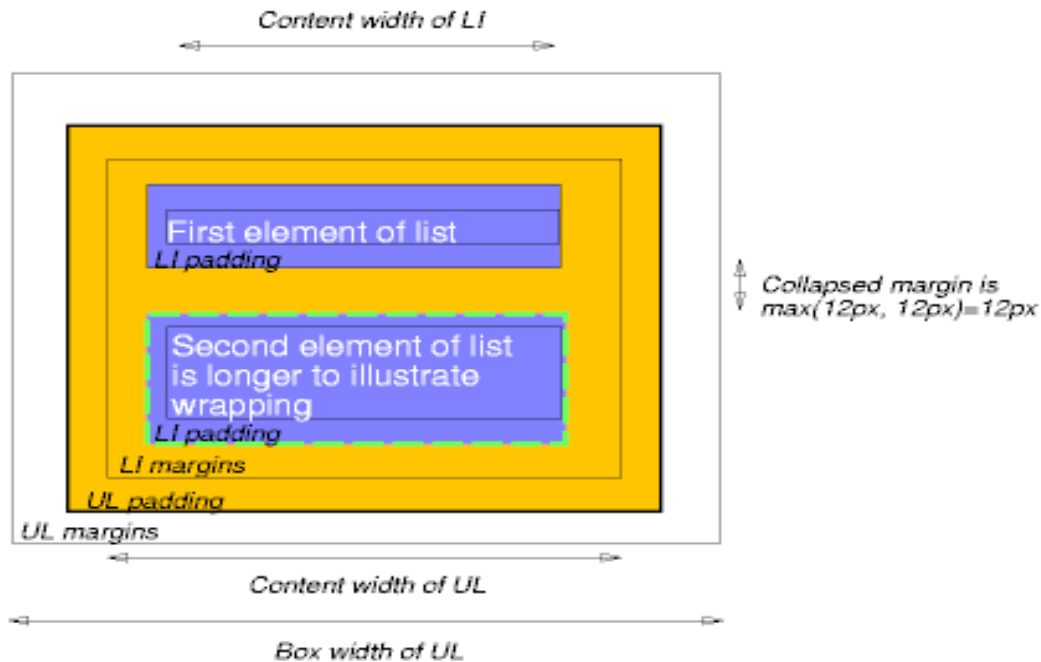 Content width of LI
First element of list
LI padding
Collapsed margin is
max(12px, 12px)=12px
Second element of list
is longer to illustrate
wrapping
LI padding
LI margins
UL padding
UL margins
Content width of UL
Box width of UL